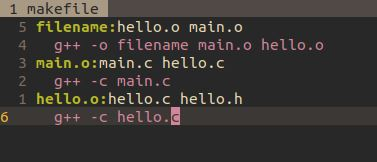 1 makefile
5 filename:hello.o main.o
4 g++ -o filename main.o hello.o
3 main.o:main.c hello.c
2 g++ -c main.c
1 hello.o:hello.c hello.h
6 g++ -c hello.c